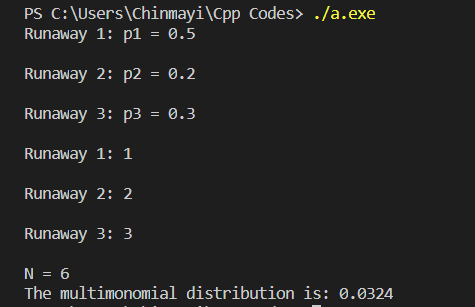 PS C:\Users\Chinmayi\Cpp Codes> ./a.exe
Runaway 1: p1 = 0.5
Runaway 2: p2 = 0.2
Runaway 3: p3 = 0.3
Runaway 1: 1
Runaway 2: 2
Runaway 3: 3
N = 6
The multimonomial distribution is: 0.0324